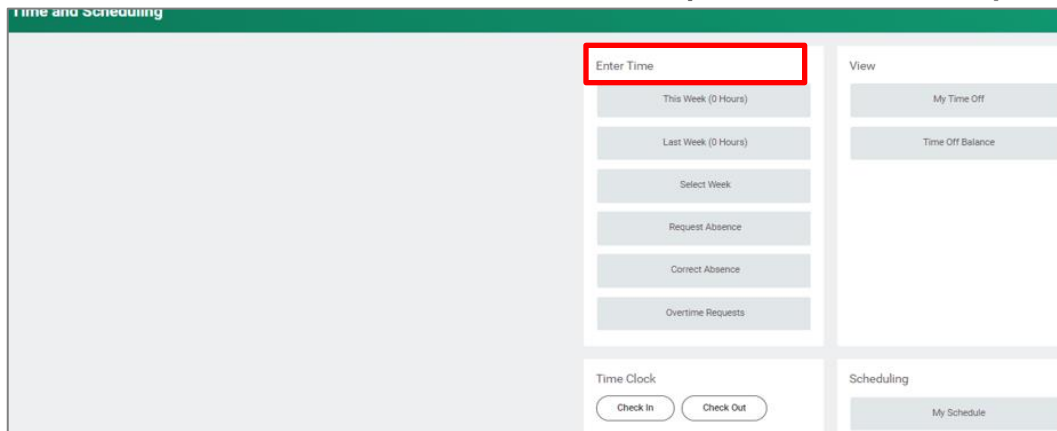 Time and Scheduling
Enter Time
This Week (0 Hours)
Last Week (0 Hours)
Select Week
Request Absence
Correct Absence
Overtime Requests
View
My Time Off
Time Off Balance
Time Clock
Check In
Check Out
Scheduling
My Schedule